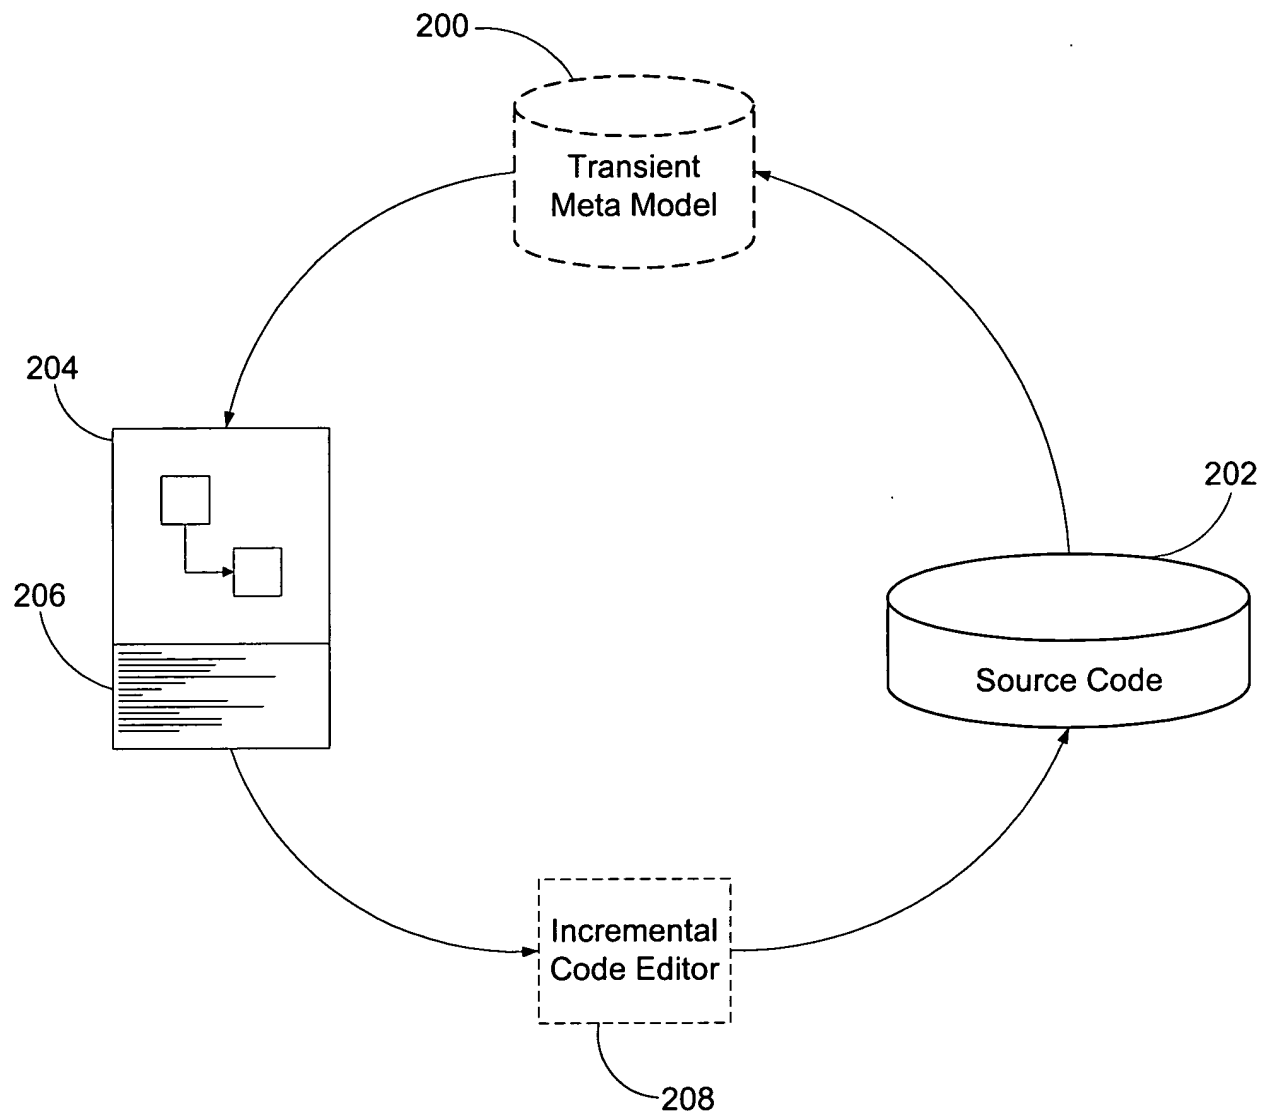 200
Transient
Meta Model
204
202
206
Source Code
Incremental
Code Editor
208